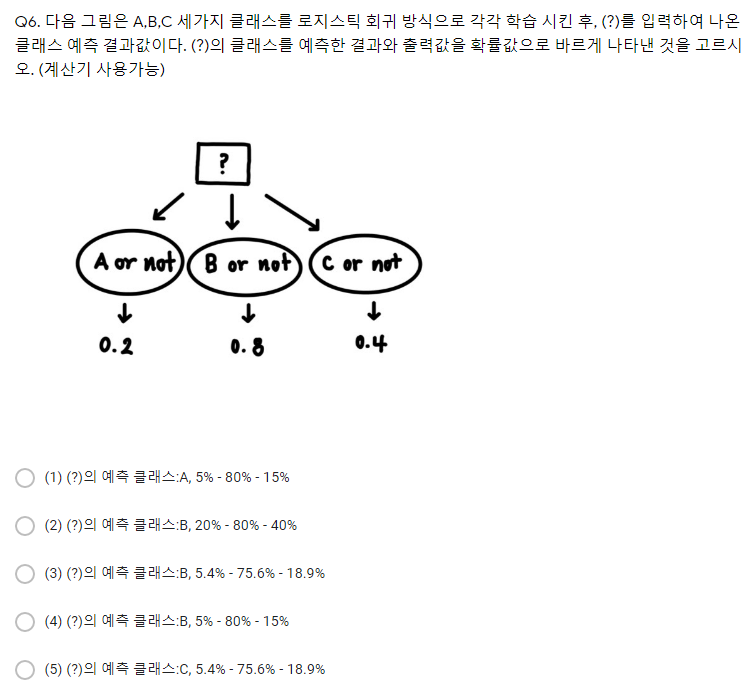 Q6. 다음 그림은 A,B,C 세가지 클래스를 로지스틱 회귀 방식으로 각각 학습 시킨 후, (?)를 입력하여 나온
클래스 예측 결과값이다. (?)의 클래스를 예측한 결과와 출력값을 확률값으로 바르게 나타낸 것을 고르시
오. (계산기 사용가능)
?
A or not B or not C or not
0.2 0.8 0.4
(1) (?)의 예측 클래스:A, 5% - 80% - 15%
(2) (?)의 예측 클래스:B, 20% - 80% - 40%
(3) (?)의 예측 클래스:B, 5.4% - 75.6% - 18.9%
(4) (?)의 예측 클래스:B, 5% - 80% - 15%
(5) (?)의 예측 클래스:C, 5.4% - 75.6% - 18.9%